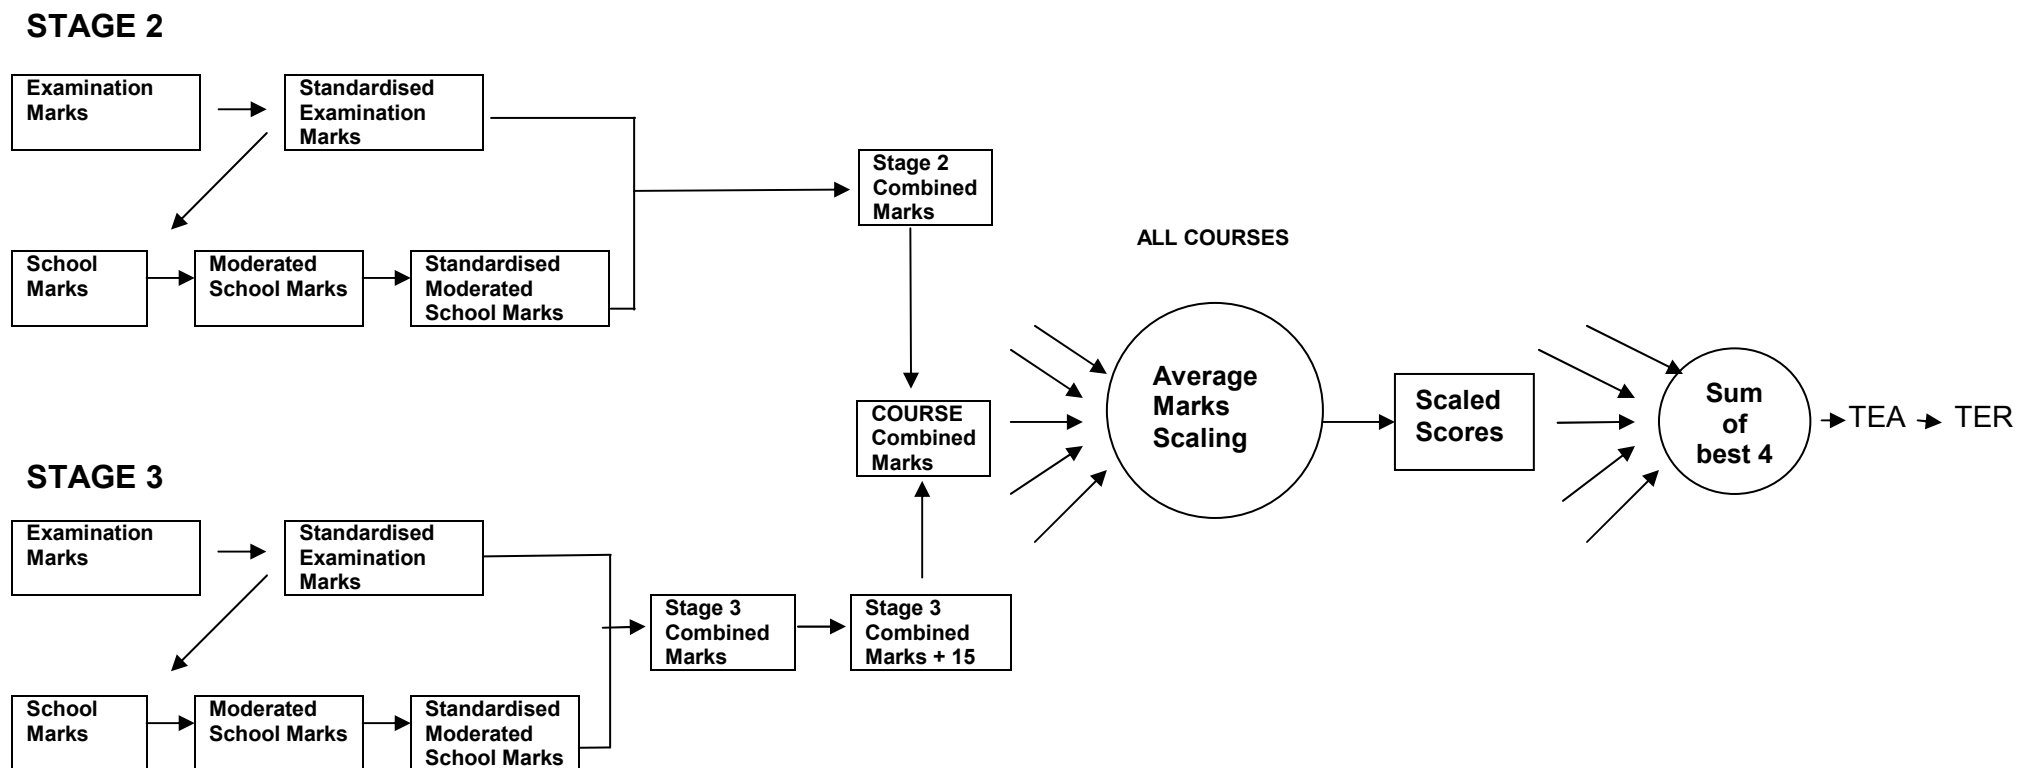 STAGE 2
Examination
Marks
Standardised
Examination
Marks
School
Marks
Moderated
School Marks
Standardised
Moderated
School Marks
Stage 2
Combined
Marks
COURSE
Combined
Marks
STAGE 3
Examination
Marks
Standardised
Examination
Marks
School
Marks
Moderated
School Marks
Standardised
Moderated
School Marks
Stage 3
Combined
Marks
Stage 3
Combined
Marks + 15
ALL COURSES
Average
Marks
Scaling
Scaled
Scores
Sum
of
best 4
TEA
TER